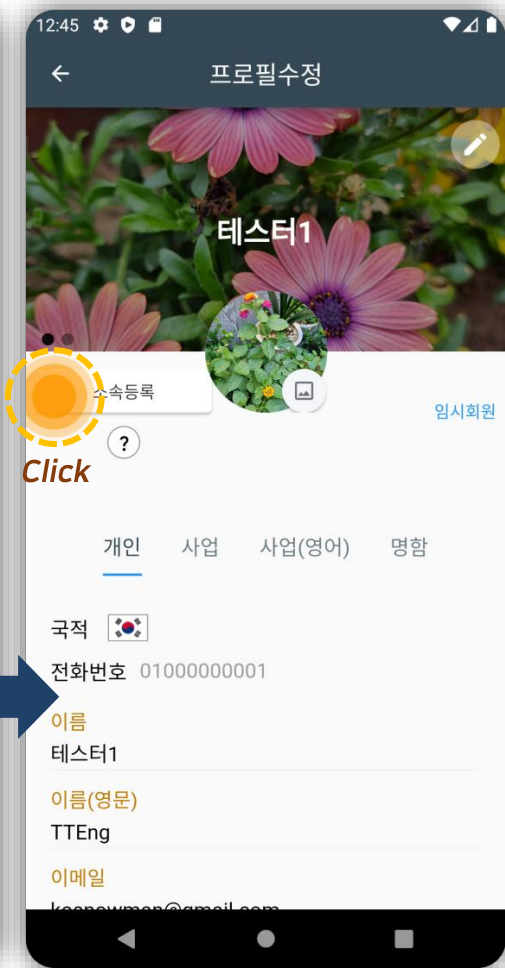 12:45
프로필수정
테스터1
소속등록
임시회원
?
Click
개인 사업 사업(영어) 명함
국적
전화번호 01000000001
이름
테스터1
이름(영문)
TTEng
이메일